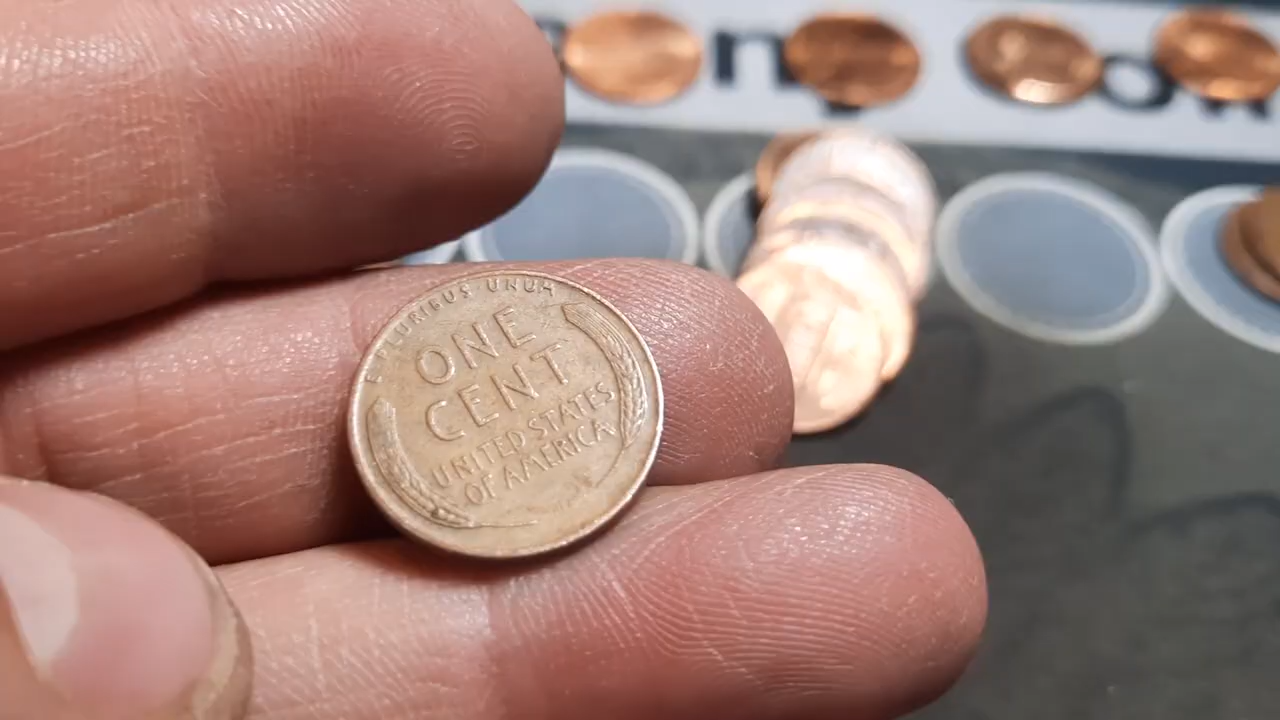 E PLURIBUS UNUM
ONE
CENT
UNITED STATES
OF AMERICA